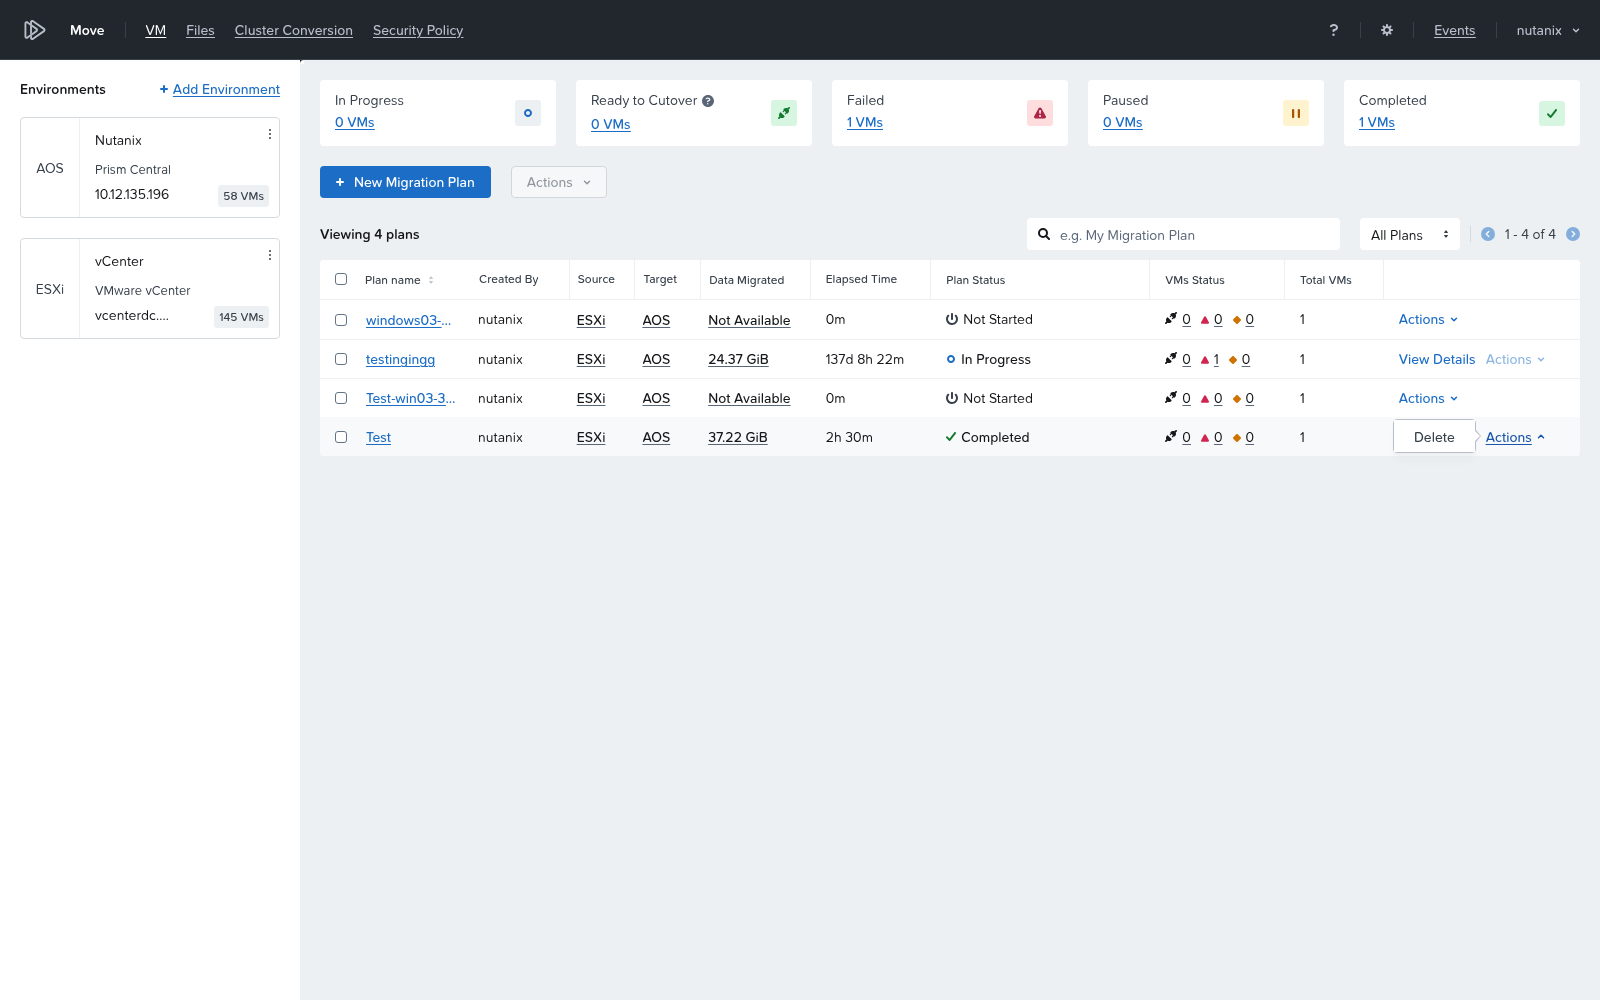 Move
VM
Files
Cluster Conversion
Security Policy
?
Events
nutanix
Environments
+ Add Environment
AOS
Nutanix
Prism Central
10.12.135.196
58 VMs
ESXi
vCenter
VMware vCenter
vcenterdc....
145 VMs
In Progress
0 VMs
Ready to Cutover ?
0 VMs
Failed
1 VMs
Paused
0 VMs
Completed
1 VMs
+ New Migration Plan
Actions
Viewing 4 plans
e.g. My Migration Plan
All Plans
1 - 4 of 4
Plan name Created By Source Target Data Migrated Elapsed Time Plan Status VMs Status Total VMs
windows03-... nutanix ESXi AOS Not Available 0m Not Started 0 0 0 1 Actions
testingingg nutanix ESXi AOS 24.37 GiB 137d 8h 22m In Progress 0 1 0 1 View Details Actions
Test-win03-3... nutanix ESXi AOS Not Available 0m Not Started 0 0 0 1 Actions
Test nutanix ESXi AOS 37.22 GiB 2h 30m Completed 0 0 0 1 Delete Actions